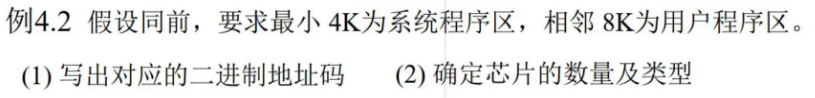 例4.2 假设同前，要求最小 4K为系统程序区，相邻 8K为用户程序区。
(1) 写出对应的二进制地址码 (2) 确定芯片的数量及类型